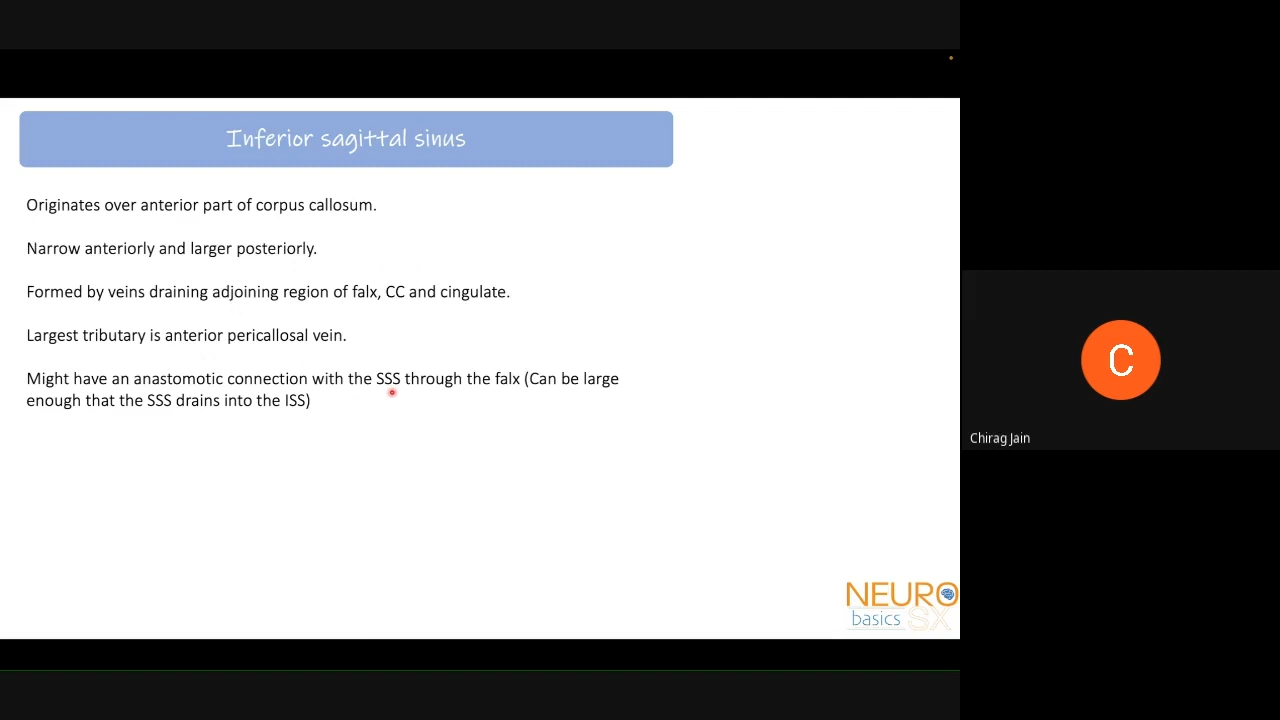 Inferior sagittal sinus
Originates over anterior part of corpus callosum.
Narrow anteriorly and larger posteriorly.
Formed by veins draining adjoining region of falx, CC and cingulate.
Largest tributary is anterior pericallosal vein.
Might have an anastomotic connection with the SSS through the falx (Can be large
enough that the SSS drains into the ISS)
C
Chirag Jain
NEURO
basics SX